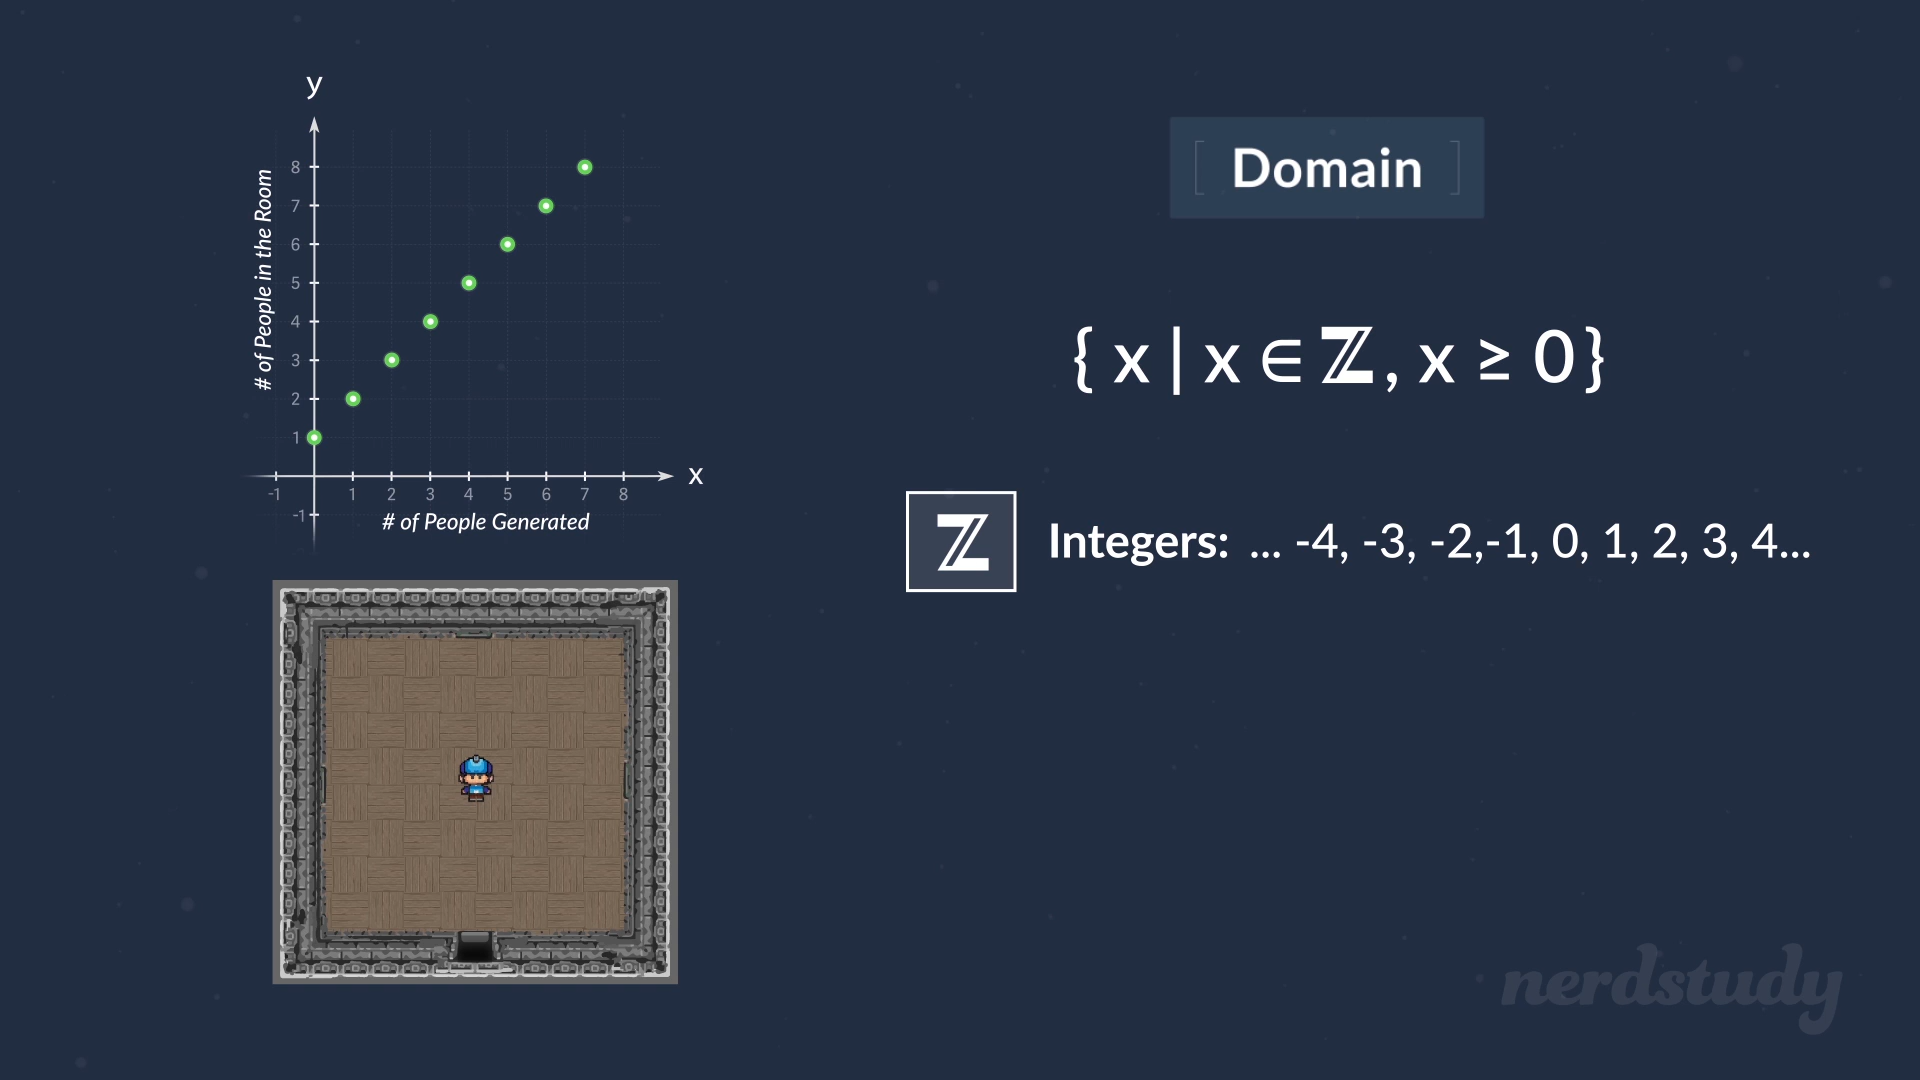 y
8
7
6
5
4
3
2
1
-1
# of People in the Room
x
-1 1 2 3 4 5 6 7 8
# of People Generated
Domain
{ x | x ∈ ℤ, x ≥ 0 }
ℤ Integers: ... -4, -3, -2,-1, 0, 1, 2, 3, 4...
nerdstudy